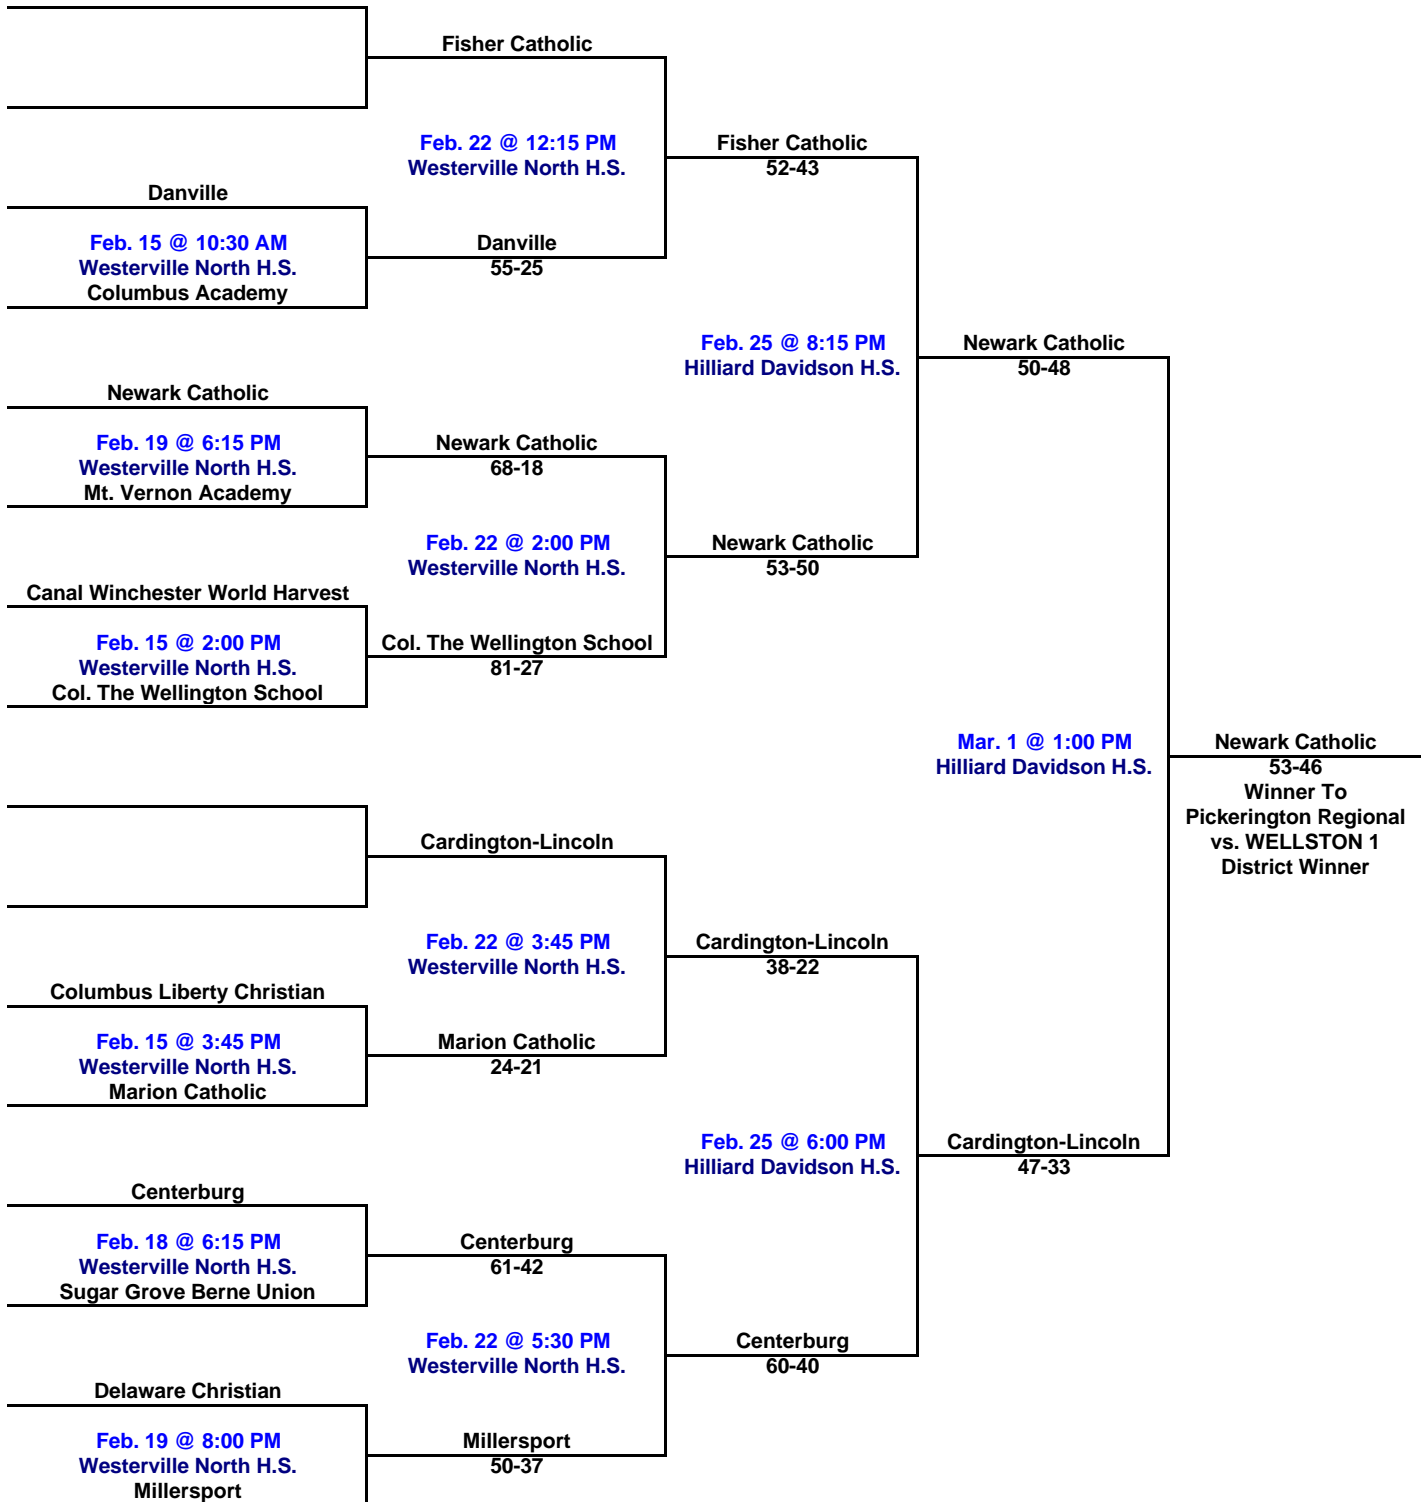 Fisher Catholic
Feb. 22 @ 12:15 PM
Westerville North H.S.
Fisher Catholic
52-43
Danville
Feb. 15 @ 10:30 AM
Westerville North H.S.
Columbus Academy
Danville
55-25
Feb. 25 @ 8:15 PM
Hilliard Davidson H.S.
Newark Catholic
50-48
Newark Catholic
Feb. 19 @ 6:15 PM
Westerville North H.S.
Mt. Vernon Academy
Newark Catholic
68-18
Feb. 22 @ 2:00 PM
Westerville North H.S.
Newark Catholic
53-50
Canal Winchester World Harvest
Feb. 15 @ 2:00 PM
Westerville North H.S.
Col. The Wellington School
Col. The Wellington School
81-27
Mar. 1 @ 1:00 PM
Hilliard Davidson H.S.
Newark Catholic
53-46
Winner To
Pickerington Regional
vs. WELLSTON 1
District Winner
Cardington-Lincoln
Feb. 22 @ 3:45 PM
Westerville North H.S.
Cardington-Lincoln
38-22
Columbus Liberty Christian
Feb. 15 @ 3:45 PM
Westerville North H.S.
Marion Catholic
Marion Catholic
24-21
Feb. 25 @ 6:00 PM
Hilliard Davidson H.S.
Cardington-Lincoln
47-33
Centerburg
Feb. 18 @ 6:15 PM
Westerville North H.S.
Sugar Grove Berne Union
Centerburg
61-42
Feb. 22 @ 5:30 PM
Westerville North H.S.
Centerburg
60-40
Delaware Christian
Feb. 19 @ 8:00 PM
Westerville North H.S.
Millersport
Millersport
50-37